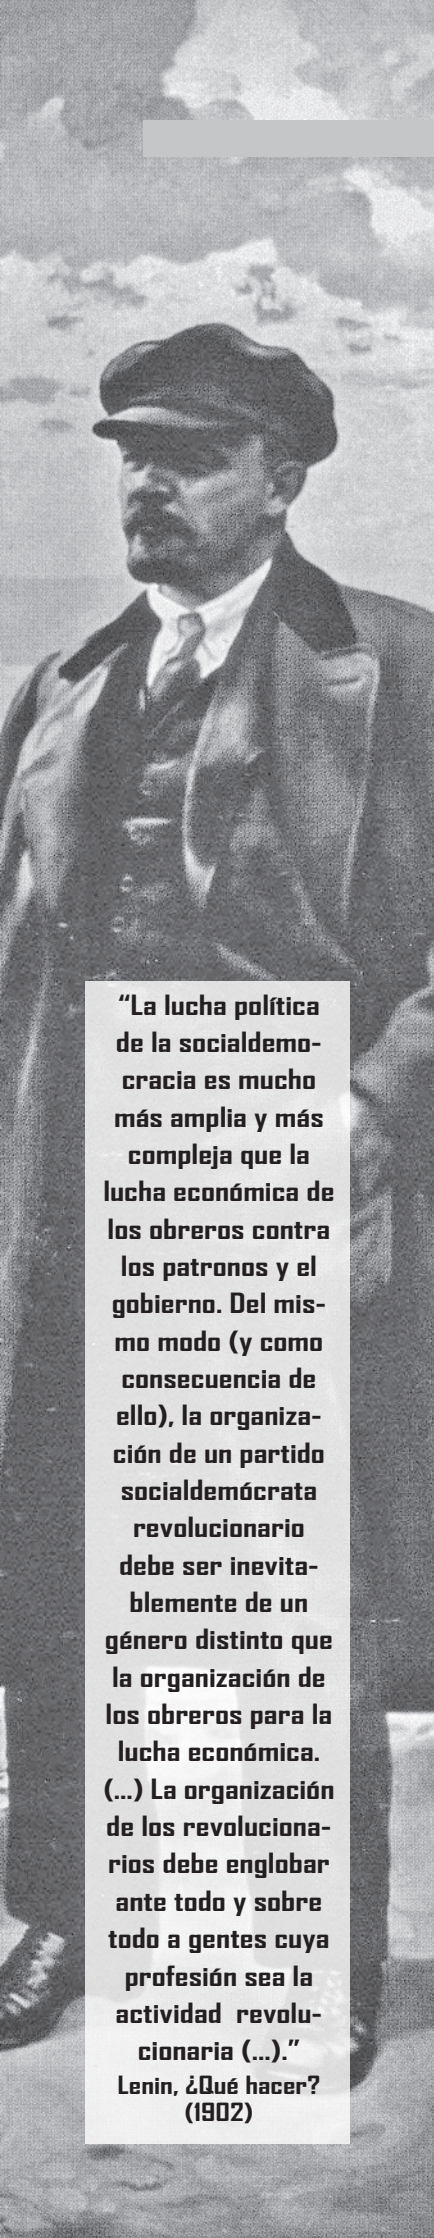 “La lucha política
de la socialdemo-
cracia es mucho
más amplia y más
compleja que la
lucha económica de
los obreros contra
los patronos y el
gobierno. Del mis-
mo modo (y como
consecuencia de
ello), la organiza-
ción de un partido
socialdemócrata
revolucionario
debe ser inevita-
blemente de un
género distinto que
la organización de
los obreros para la
lucha económica.
(...) La organización
de los revoluciona-
rios debe englobar
ante todo y sobre
todo a gentes cuya
profesión sea la
actividad revolu-
cionaria (...).”
Lenin, ¿Qué hacer?
(1902)